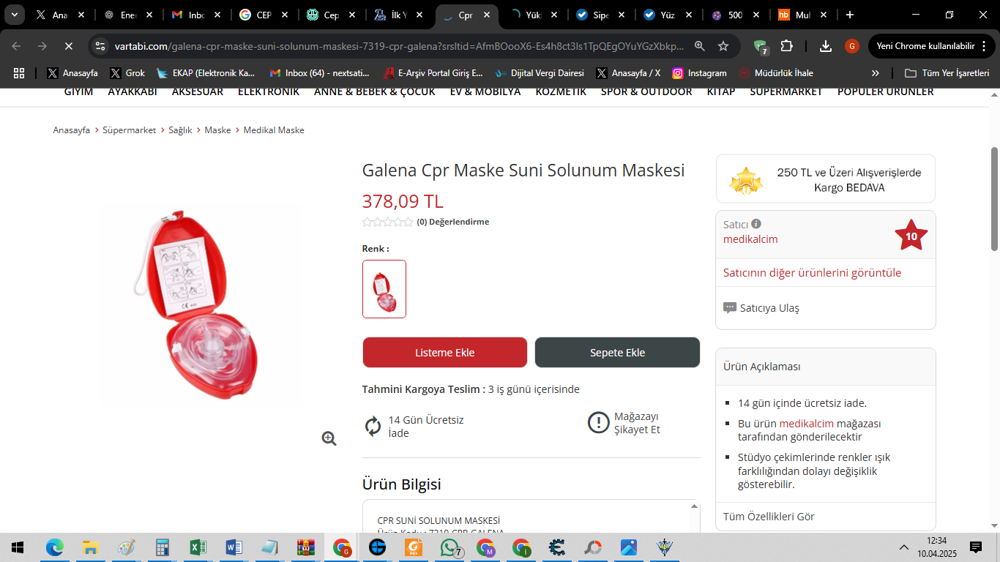 Ana
Ener
Inbo
CEP
Cep
İlk Y
Cpr
Yükl
Sipe
Yüz
500
Muh
vartabi.com/galena-cpr-maske-suni-solunum-maskesi-7319-cpr-galena?srsltid=AfmBOooX6-Es4h8ct3Is1TpQEgOYuYGzXbkp...
7
G
Yeni Chrome kullanılabilir
Anasayfa
Grok
EKAP (Elektronik Ka...
Inbox (64) - nextsati...
E-Arşiv Portal Giriş E...
Dijital Vergi Dairesi
Anasayfa / X
Instagram
Müdürlük İhale
»
Tüm Yer İşaretleri
GİYİM
AYAKKABI
AKSESUAR
ELEKTRONİK
ANNE & BEBEK & ÇOCUK
EV & MOBİLYA
KOZMETİK
SPOR & OUTDOOR
KİTAP
SÜPERMARKET
POPÜLER ÜRÜNLER
Anasayfa > Süpermarket > Sağlık > Maske > Medikal Maske
Galena Cpr Maske Suni Solunum Maskesi
378,09 TL
(0) Değerlendirme
Renk :
Listeme Ekle
Sepete Ekle
Tahmini Kargoya Teslim : 3 iş günü içerisinde
14 Gün Ücretsiz
İade
Mağazayı
Şikayet Et
Ürün Bilgisi
CPR SUNİ SOLUNUM MASKESİ
Ürün Kodu : 7319-CPR-GALENA
250 TL ve Üzeri Alışverişlerde
Kargo BEDAVA
Satıcı
medikalcim
10
Satıcının diğer ürünlerini görüntüle
Satıcıya Ulaş
Ürün Açıklaması
14 gün içinde ücretsiz iade.
Bu ürün medikalcim mağazası
tarafından gönderilecektir
Stüdyo çekimlerinde renkler ışık
farklılığından dolayı değişiklik
gösterebilir.
Tüm Özellikleri Gör
12:34
10.04.2025